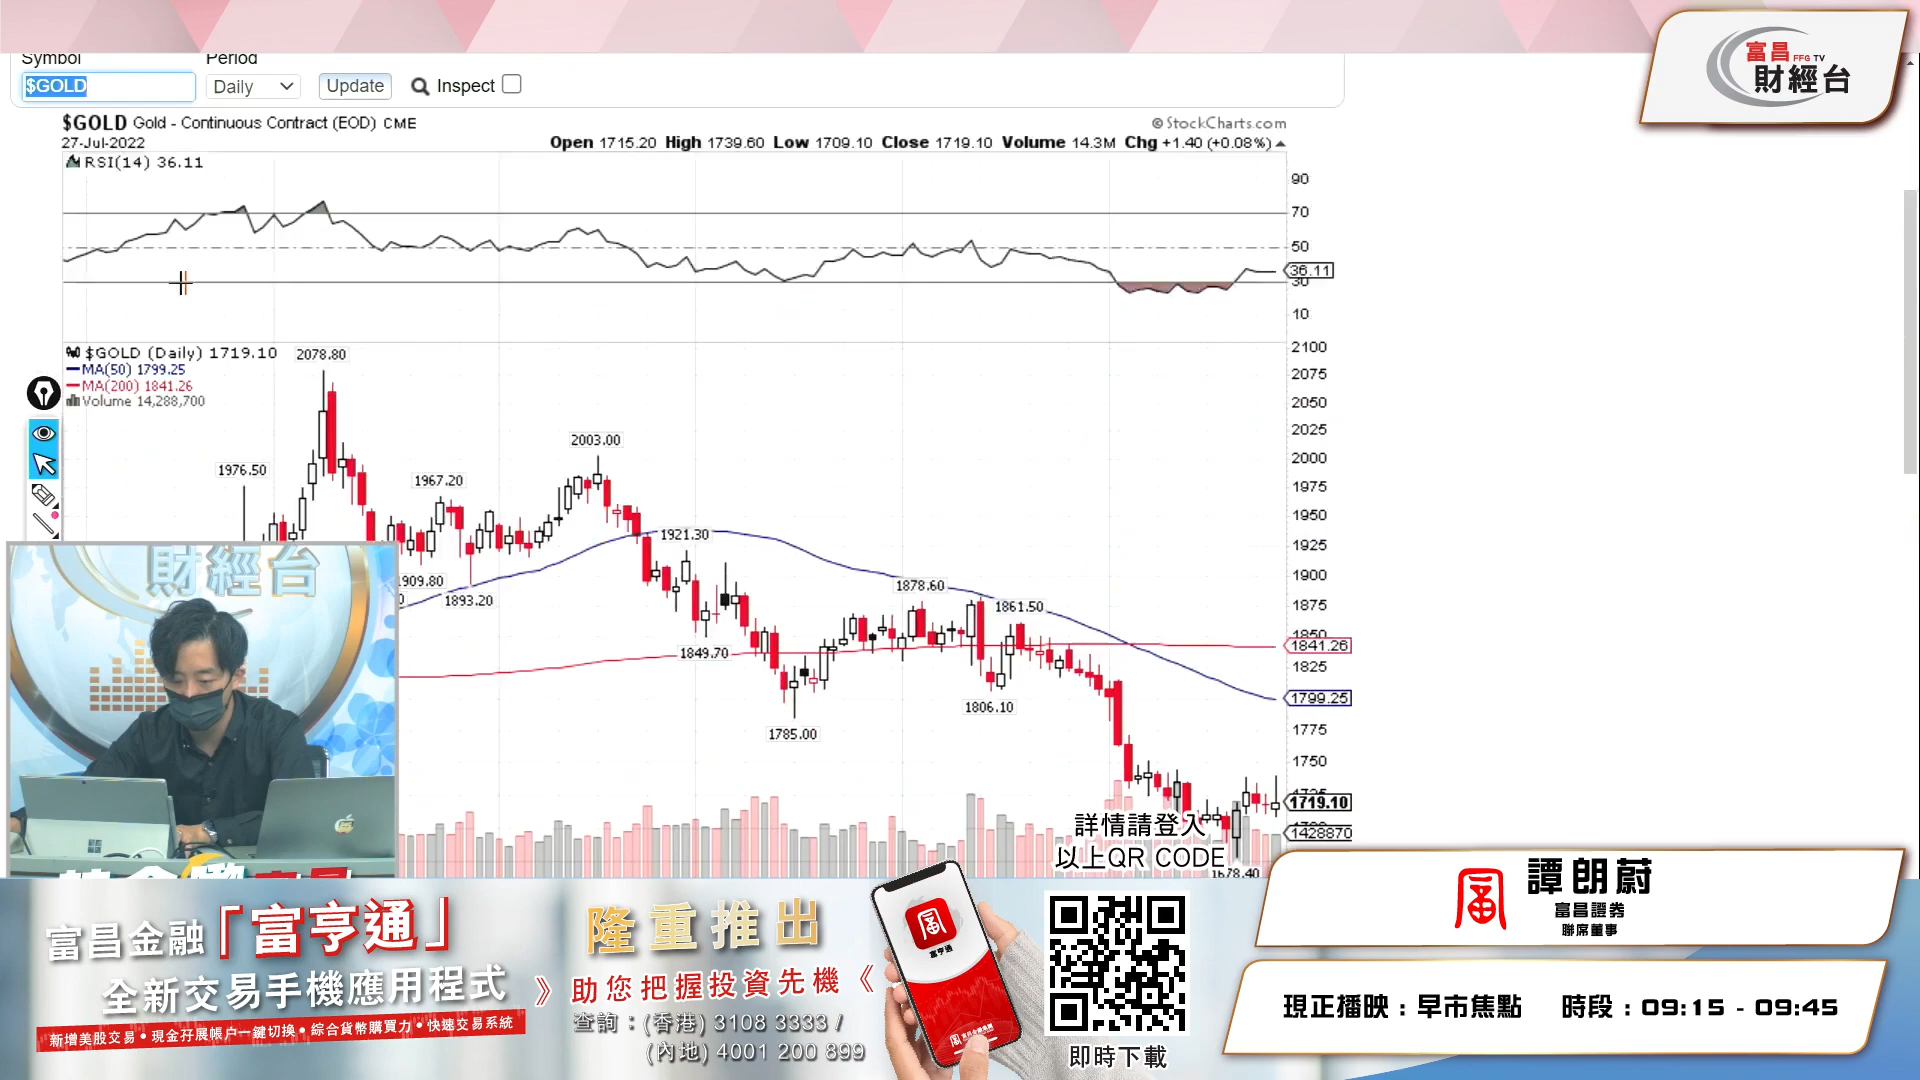 Symbol
Period
$GOLD
Daily
Update
Inspect
富昌 FFG TV
財經台
$GOLD Gold - Continuous Contract (EOD) CME
© StockCharts.com
27-Jul-2022
Open 1715.20 High 1739.60 Low 1709.10 Close 1719.10 Volume 14.3M Chg +1.40 (+0.08%)
RSI(14) 36.11
90
70
50
36.11
30
10
$GOLD (Daily) 1719.10
MA(50) 1799.25
MA(200) 1841.26
Volume 14,288,700
2078.80
2003.00
1976.50
1967.20
1921.30
1909.80
1893.20
1878.60
1861.50
1849.70
1806.10
1785.00
1678.40
2100
2075
2050
2025
2000
1975
1950
1925
1900
1875
1850
1841.26
1825
1799.25
1775
1750
1719.10
1428870
財經台
詳情請登入
以上QR CODE
富昌金融「富亨通」
全新交易手機應用程式
新增美股交易 • 現金孖展帳户一鍵切換 • 綜合貨幣購買力 • 快速交易系統
隆重推出
》助您把握投資先機《
查詢：(香港) 3108 3333 /
(內地) 4001 200 899
富亨通
即時下載
譚朗蔚
富昌證券
聯席董事
現正播映：早市焦點 時段：09:15 - 09:45